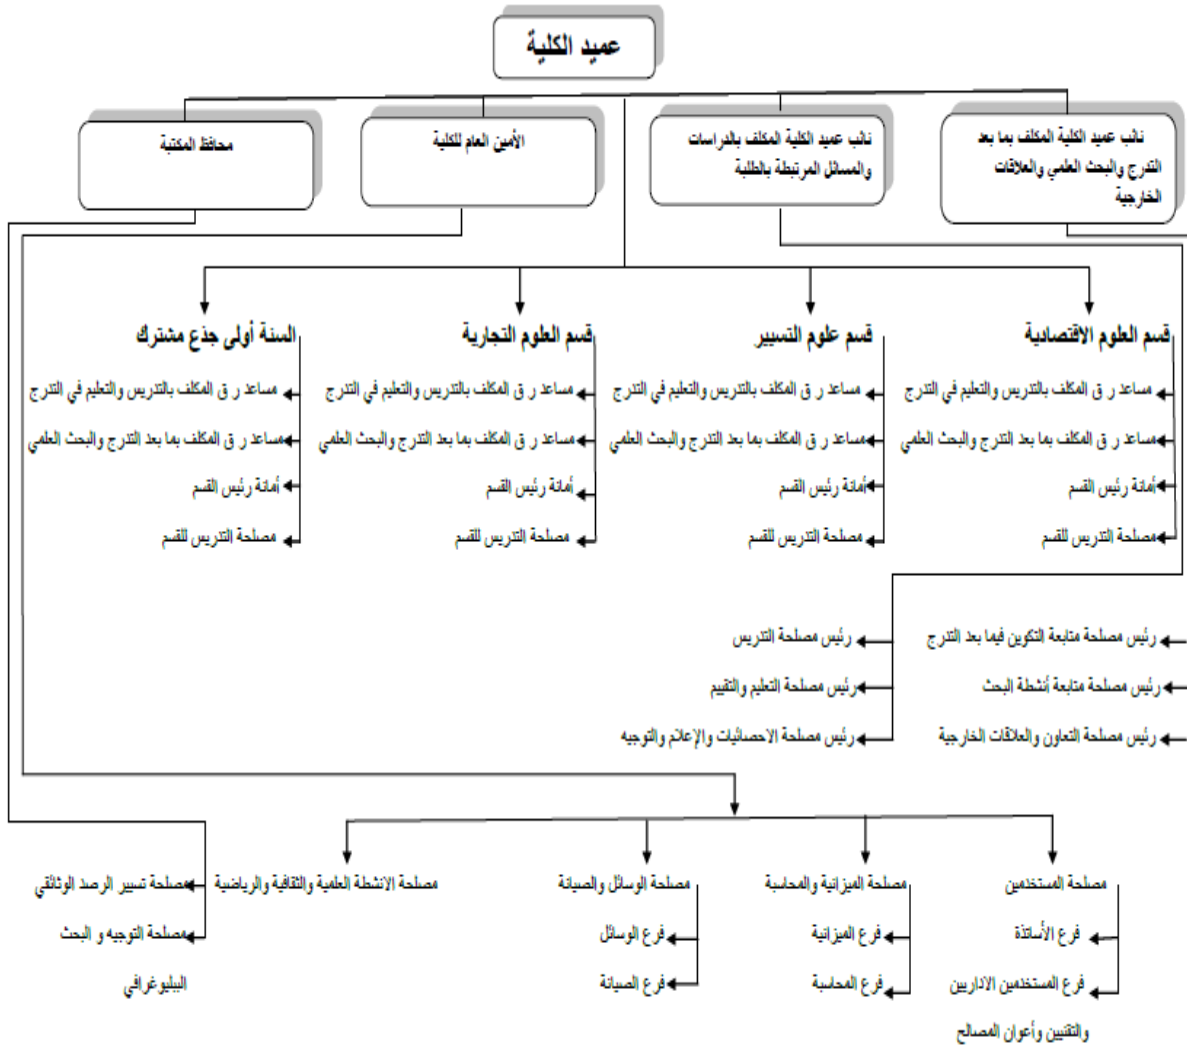 عميد الكلية
نائب عميد الكلية المكلف بما بعد
التدرج والبحث العلمي والعلاقات
الخارجية
نائب عميد الكلية المكلف بالدراسات
والمسائل المرتبطة بالطلبة
الأمين العام للكلية
محافظ المكتبة
قسم العلوم الاقتصادية
مساعد ر ق المكلف بالتدريس والتعليم في التدرج
مساعد ر ق المكلف بما بعد التدرج والبحث العلمي
أمانة رئيس القسم
مصلحة التدريس للقسم
قسم علوم التسيير
مساعد ر ق المكلف بالتدريس والتعليم في التدرج
مساعد ر ق المكلف بما بعد التدرج والبحث العلمي
أمانة رئيس القسم
مصلحة التدريس للقسم
قسم العلوم التجارية
مساعد ر ق المكلف بالتدريس والتعليم في التدرج
مساعد ر ق المكلف بما بعد التدرج والبحث العلمي
أمانة رئيس القسم
مصلحة التدريس للقسم
السنة أولى جذع مشترك
مساعد ر ق المكلف بالتدريس والتعليم في التدرج
مساعد ر ق المكلف بما بعد التدرج والبحث العلمي
أمانة رئيس القسم
مصلحة التدريس للقسم
رئيس مصلحة متابعة التكوين فيما بعد التدرج
رئيس مصلحة متابعة أنشطة البحث
رئيس مصلحة التعاون والعلاقات الخارجية
رئيس مصلحة التدريس
رئيس مصلحة التعليم والتقييم
رئيس مصلحة الاحصائيات والإعلام والتوجيه
مصلحة المستخدمين
فرع الأساتذة
فرع المستخدمين الاداريين
والتقنيين وأعوان المصالح
مصلحة الميزانية والمحاسبة
فرع الميزانية
فرع المحاسبة
مصلحة الوسائل والصيانة
فرع الوسائل
فرع الصيانة
مصلحة الانشطة العلمية والثقافية والرياضية
مصلحة تسيير الرصد الوثائقي
مصلحة التوجيه و البحث
الببليوغرافي